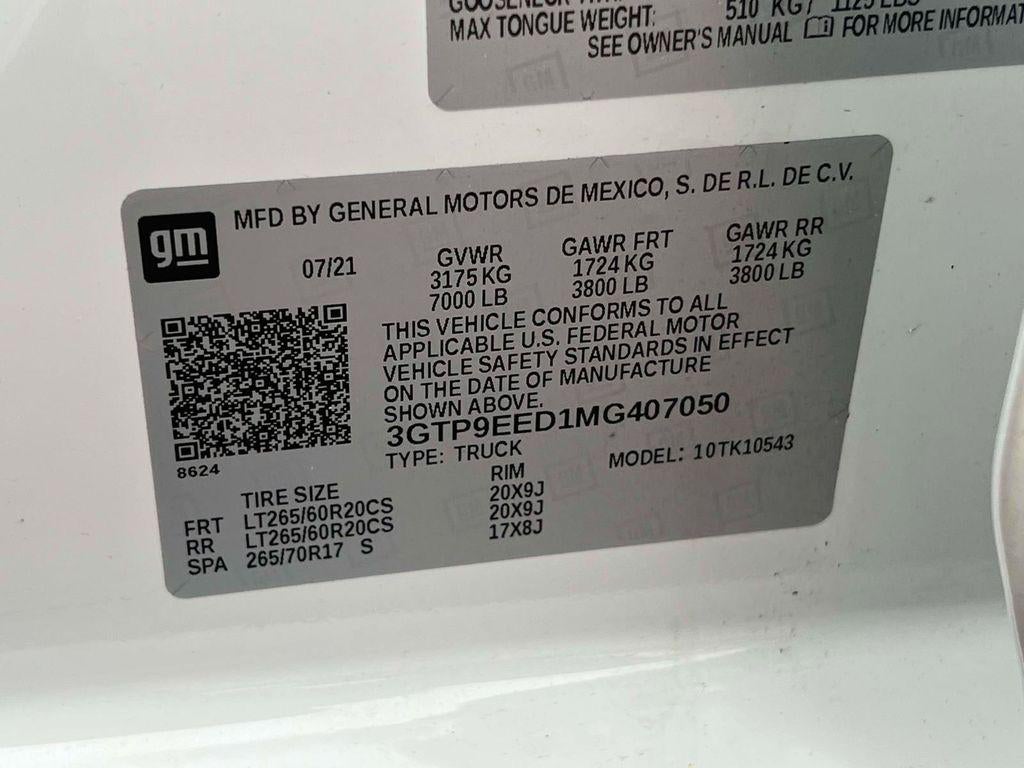 MAX TONGUE WEIGHT: 510 KG/ 1125 LBS
SEE OWNER'S MANUAL FOR MORE INFORMAT
gm
MFD BY GENERAL MOTORS DE MEXICO, S. DE R.L. DE C.V.
07/21
GVWR GAWR FRT GAWR RR
3175 KG 1724 KG 1724 KG
7000 LB 3800 LB 3800 LB
THIS VEHICLE CONFORMS TO ALL
APPLICABLE U.S. FEDERAL MOTOR
VEHICLE SAFETY STANDARDS IN EFFECT
ON THE DATE OF MANUFACTURE
SHOWN ABOVE.
3GTP9EED1MG407050
TYPE: TRUCK MODEL: 10TK10543
8624
TIRE SIZE RIM
FRT LT265/60R20CS 20X9J
RR LT265/60R20CS 20X9J
SPA 265/70R17 S 17X8J